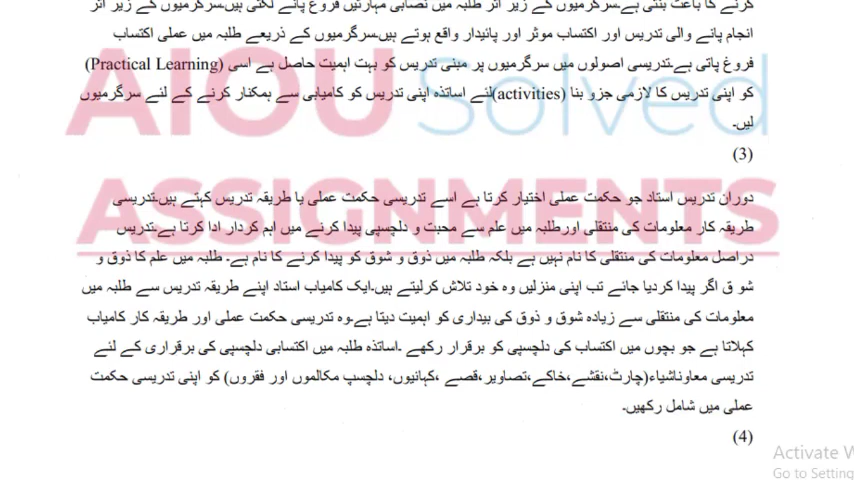 کرنے کا باعث بنتی ہے۔سرگرمیوں کے زیر اثر طلبہ میں نصابی مہارتیں فروغ پانے لگتی ہیں۔سرگرمیوں کے زیر اثر
انجام پانے والی تدریس اور اکتساب موثر اور پائیدار واقع ہوتے ہیں۔سرگرمیوں کے ذریعے طلبہ میں عملی اکتساب
فروغ پاتی ہے۔تدریسی اصولوں میں سرگرمیوں پر مبنی تدریس کو بہت اہمیت حاصل ہے اسی (Practical Learning)
کو اپنی تدریس کا لازمی جزو بنا (activities)لئے اساتذہ اپنی تدریس کو کامیابی سے ہمکنار کرنے کے لئے سرگرمیوں
لیں۔
(3)
دوران تدریس استاد جو حکمت عملی اختیار کرتا ہے اسے تدریسی حکمت عملی یا طریقہ تدریس کہتے ہیں۔تدریسی
طریقہ کار معلومات کی منتقلی اورطلبہ میں علم سے محبت و دلچسپی پیدا کرنے میں اہم کردار ادا کرتا ہے۔تدریس
دراصل معلومات کی منتقلی کا نام نہیں ہے بلکہ طلبہ میں ذوق و شوق کو پیدا کرنے کا نام ہے۔ طلبہ میں علم کا ذوق و
شو ق اگر پیدا کردیا جائے تب اپنی منزلیں وہ خود تلاش کرلیتے ہیں۔ایک کامیاب استاد اپنے طریقہ تدریس سے طلبہ میں
معلومات کی منتقلی سے زیادہ شوق و ذوق کی بیداری کو اہمیت دیتا ہے۔وہ تدریسی حکمت عملی اور طریقہ کار کامیاب
کہلاتا ہے جو بچوں میں اکتساب کی دلچسپی کو برقرار رکھے ۔اساتذہ طلبہ میں اکتسابی دلچسپی کی برقراری کے لئے
تدریسی معاوناشیاء(چارٹ،نقشے،خاکے،تصاویر،قصے ،کہانیوں، دلچسپ مکالموں اور فقروں) کو اپنی تدریسی حکمت
عملی میں شامل رکھیں۔
(4)
AIOU Solved
ASSIGNMENTS
Activate W
Go to Setting